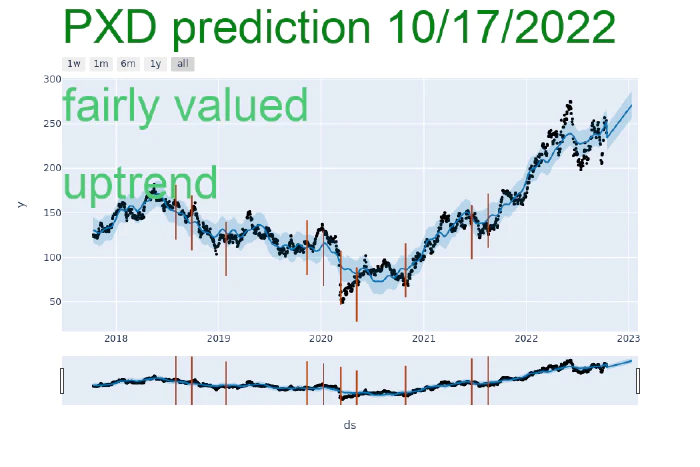 PXD prediction 10/17/2022
1w 1m 6m 1y all
fairly valued
uptrend
300
250
200
150
100
50
y
2018 2019 2020 2021 2022 2023
ds